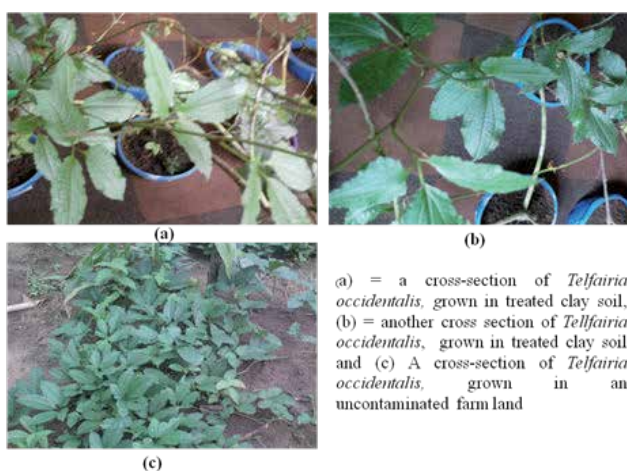 (a)
(b)
a) = a cross-section of Telfairia
occidentalis, grown in treated clay soil,
(b) = another cross section of Tellfairia
occidentalis, grown in treated clay soil
and (c) A cross-section of Telfairia
occidentalis, grown in an
uncontaminated farm land
(c)